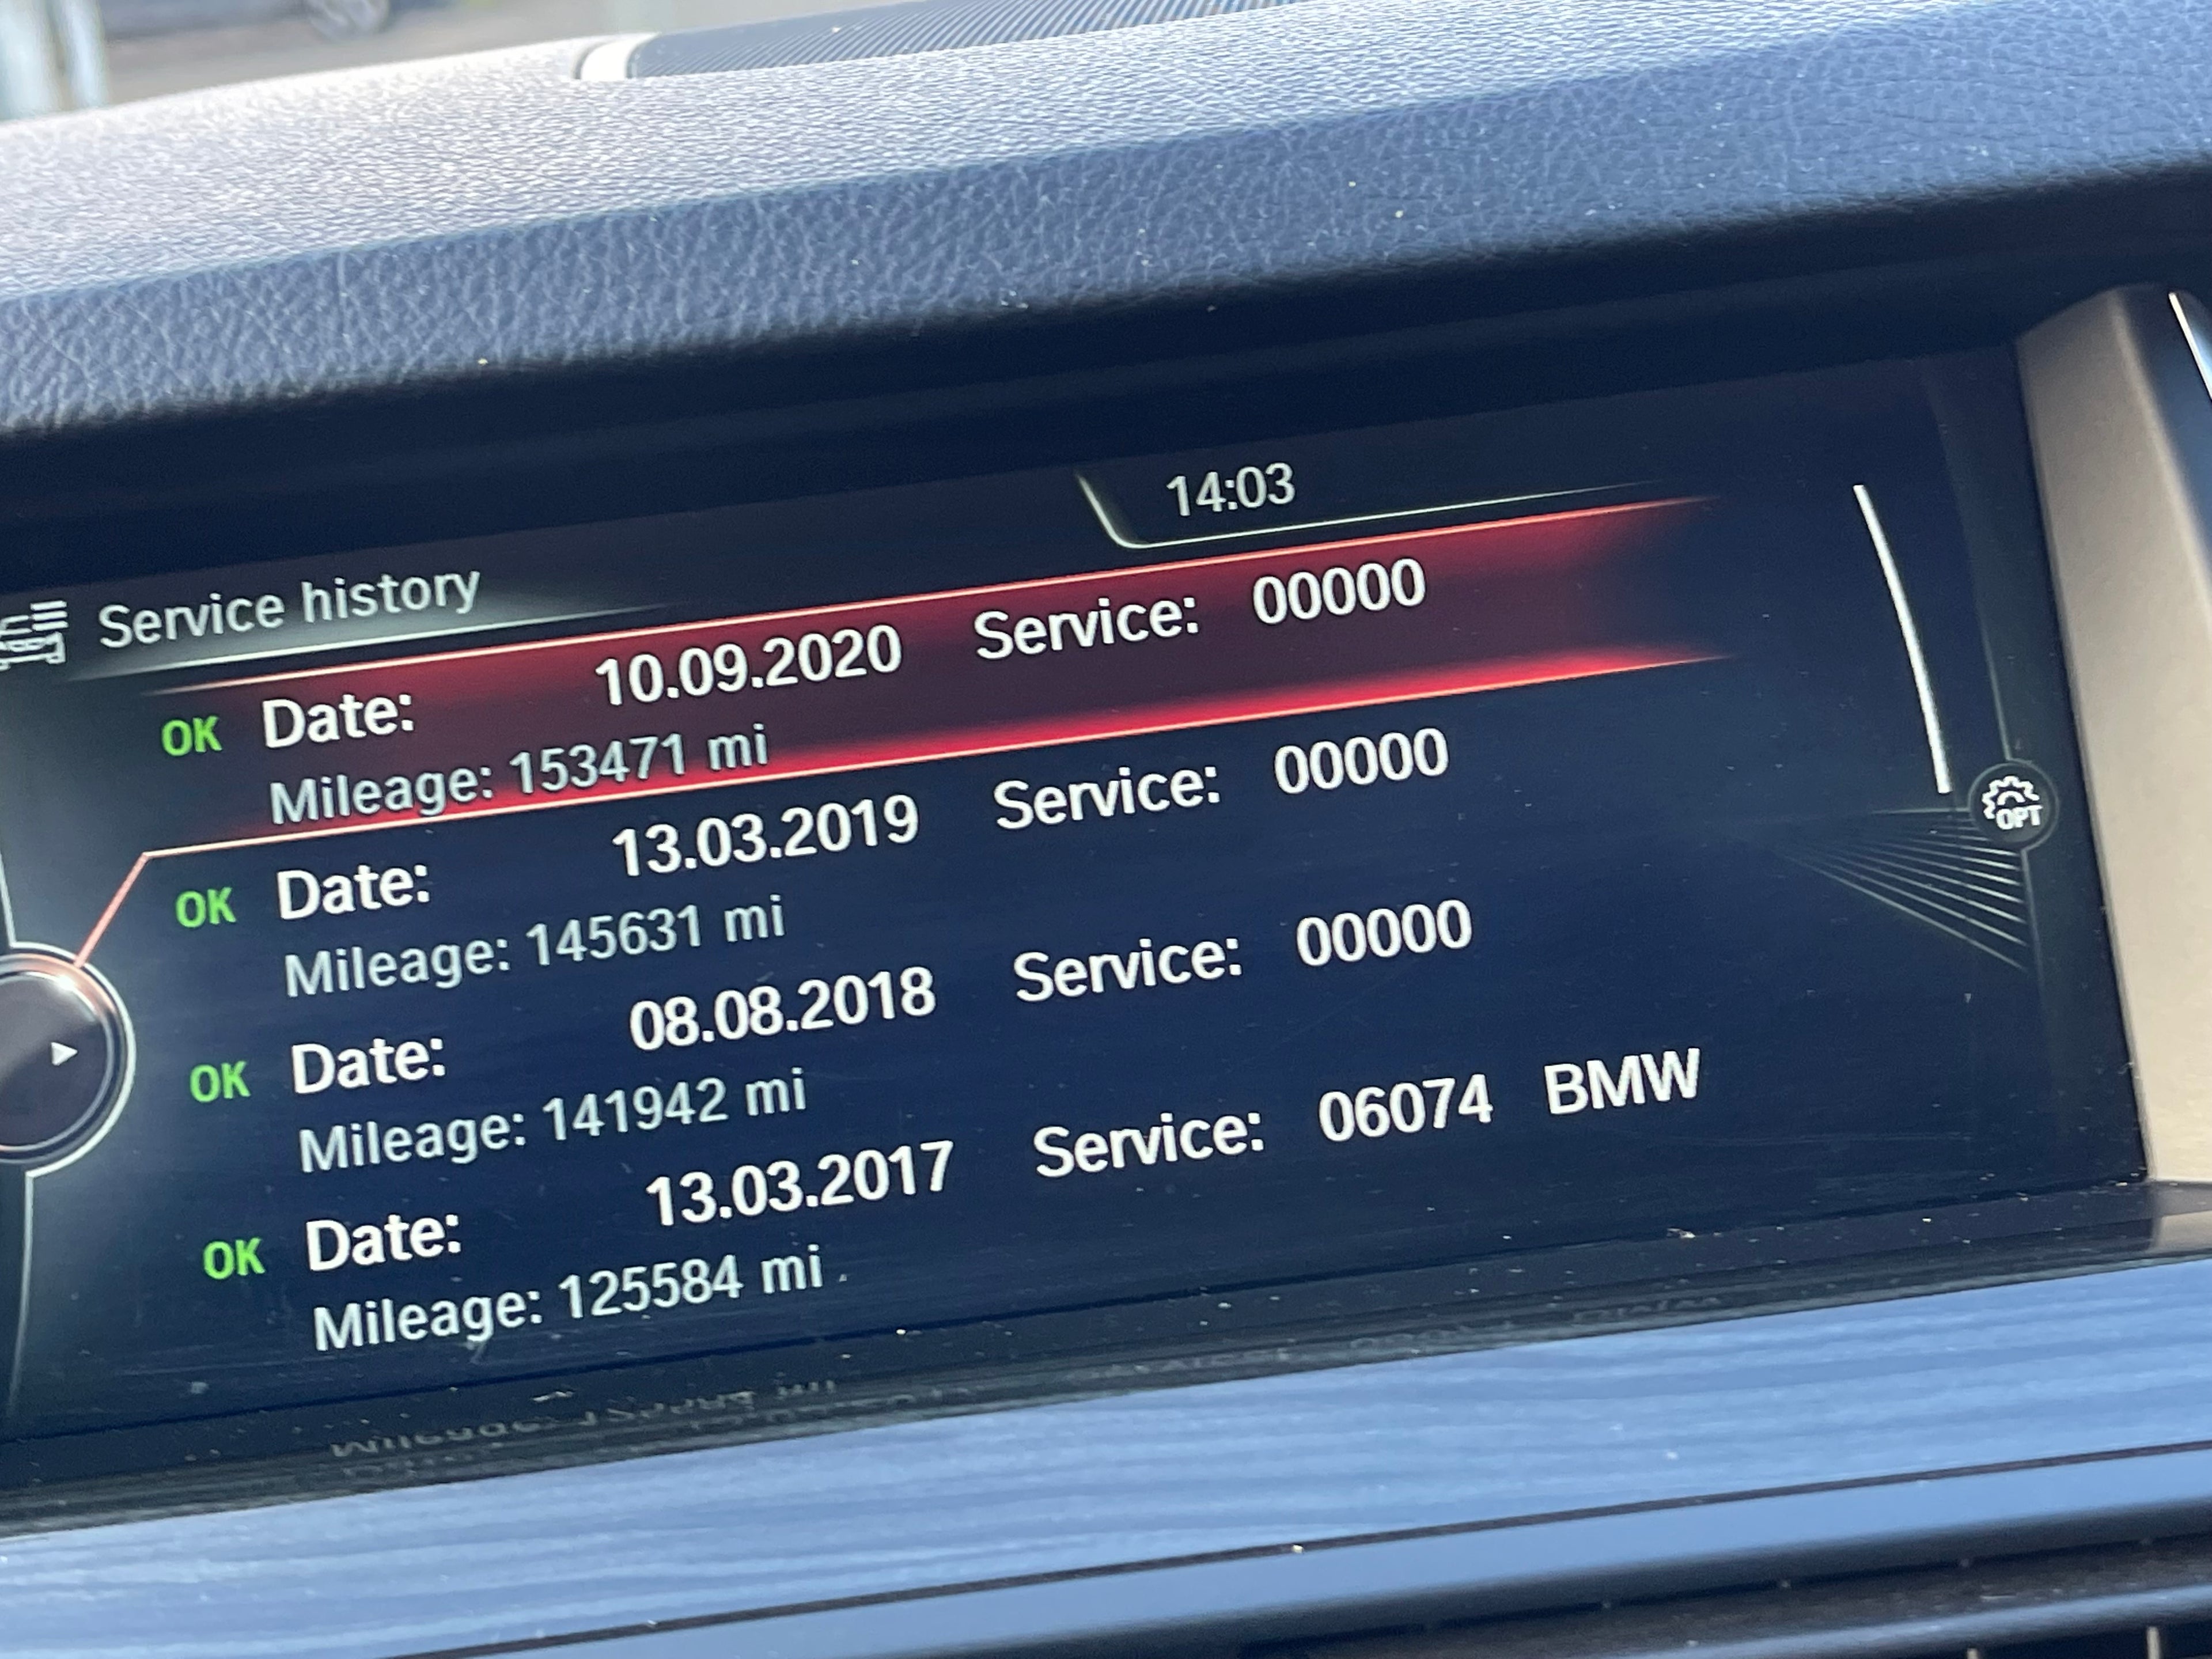 14:03
Service history
OK Date: 10.09.2020 Service: 00000
Mileage: 153471 mi
OK Date: 13.03.2019 Service: 00000
Mileage: 145631 mi
OK Date: 08.08.2018 Service: 00000
Mileage: 141942 mi
OK Date: 13.03.2017 Service: 06074 BMW
Mileage: 125584 mi
OPT